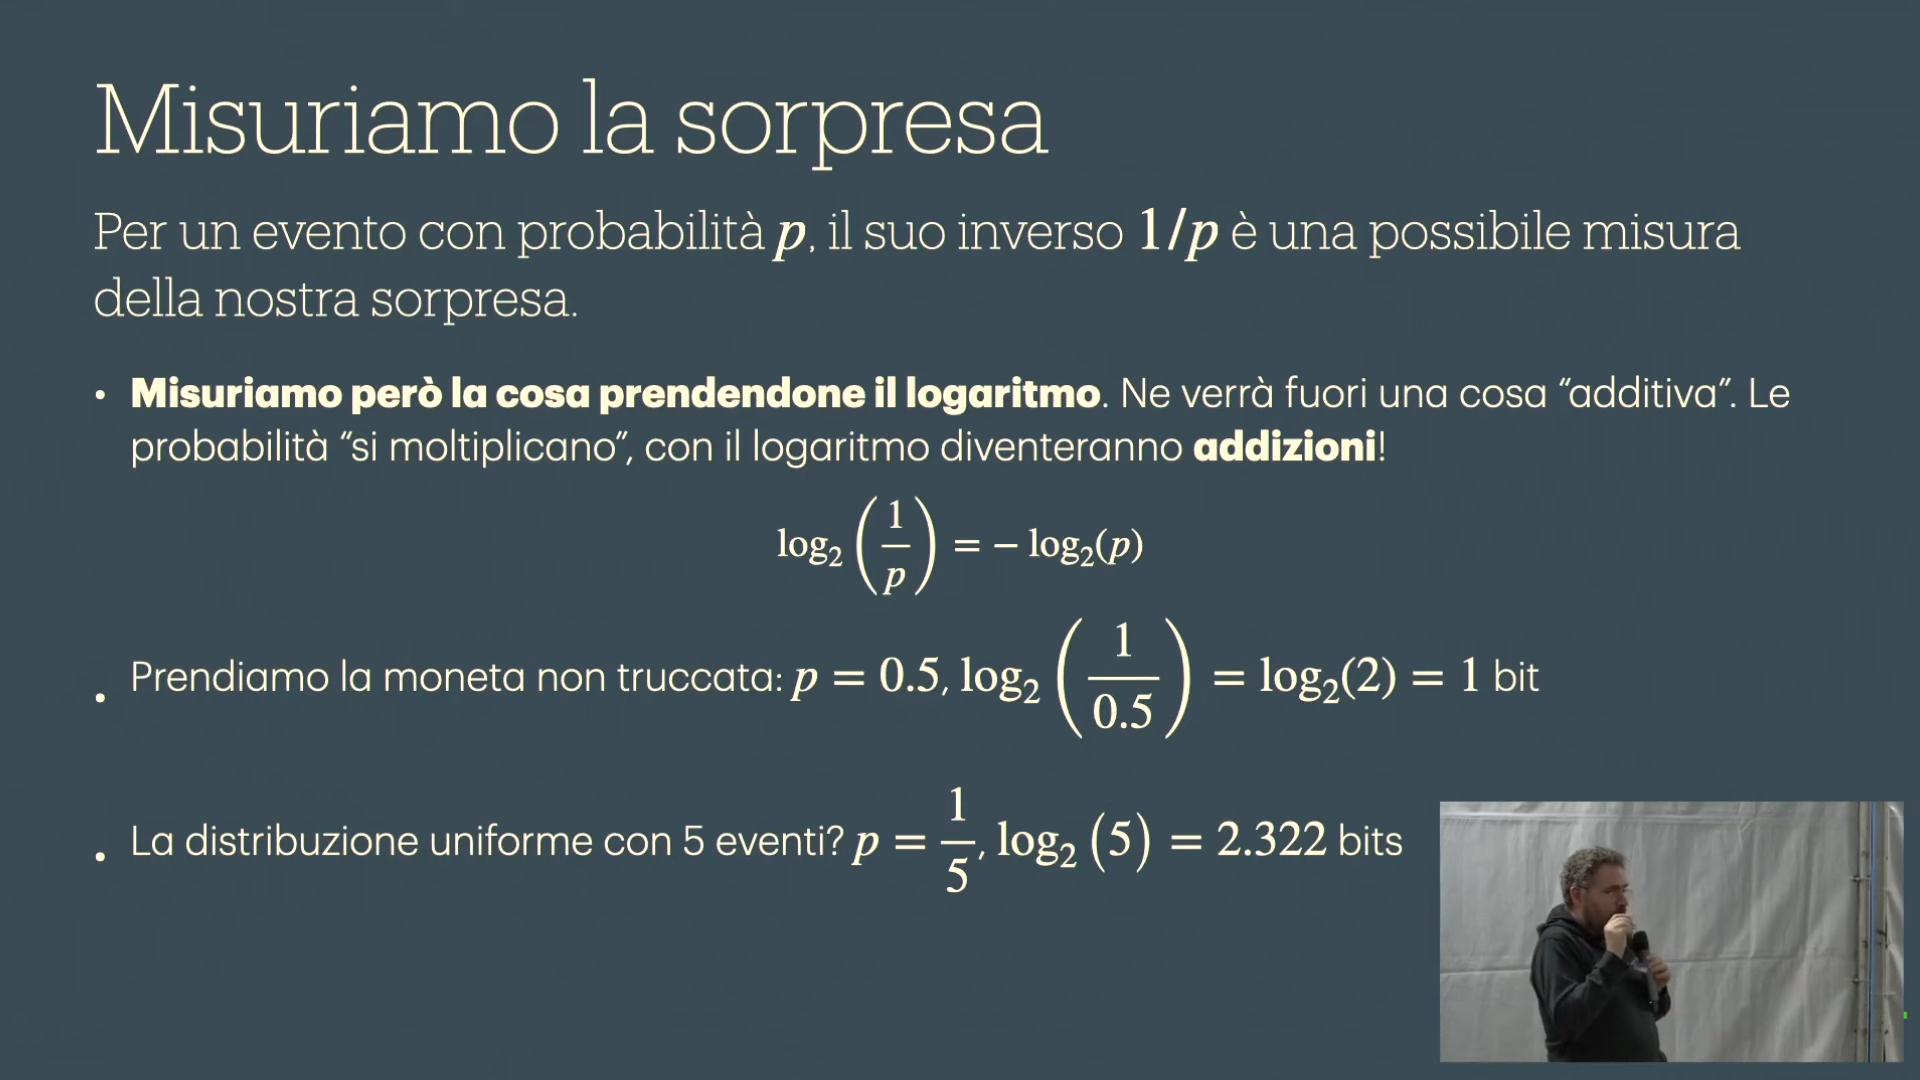 Misuriamo la sorpresa
Per un evento con probabilità p, il suo inverso 1/p è una possibile misura
della nostra sorpresa.
• Misuriamo però la cosa prendendone il logaritmo. Ne verrà fuori una cosa “additiva”. Le
probabilità “si moltiplicano”, con il logaritmo diventeranno addizioni!
log₂(1/p) = − log₂(p)
• Prendiamo la moneta non truccata: p = 0.5, log₂(1/0.5) = log₂(2) = 1 bit
• La distribuzione uniforme con 5 eventi? p = 1/5, log₂(5) = 2.322 bits